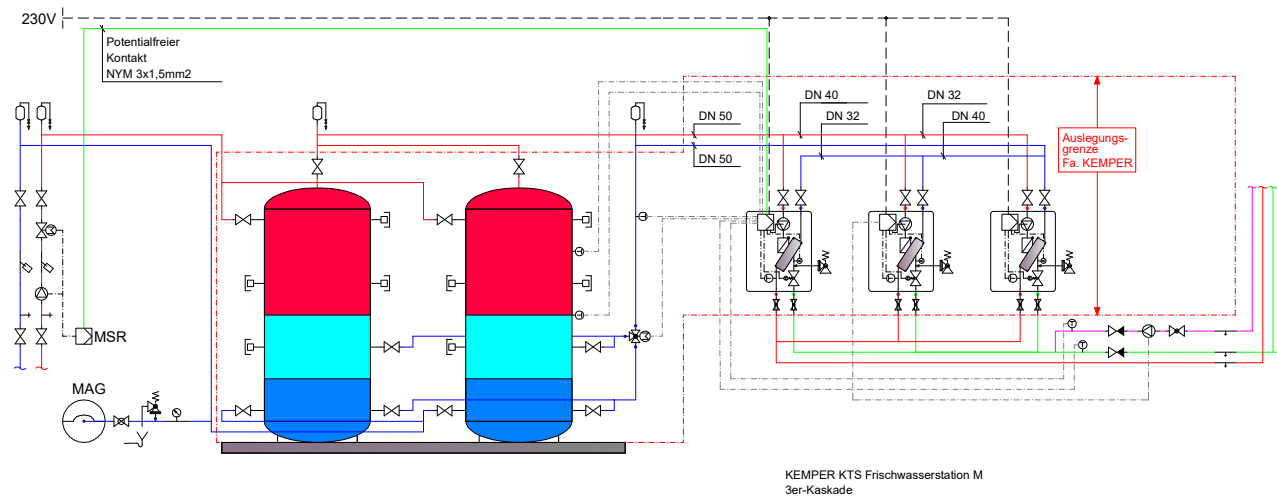 230V
Potentialfreier
Kontakt
NYM 3x1,5mm2
DN 50
DN 40
DN 32
DN 32
DN 40
DN 50
Auslegungs-
grenze
Fa. KEMPER
MSR
MAG
KEMPER KTS Frischwasserstation M
3er-Kaskade